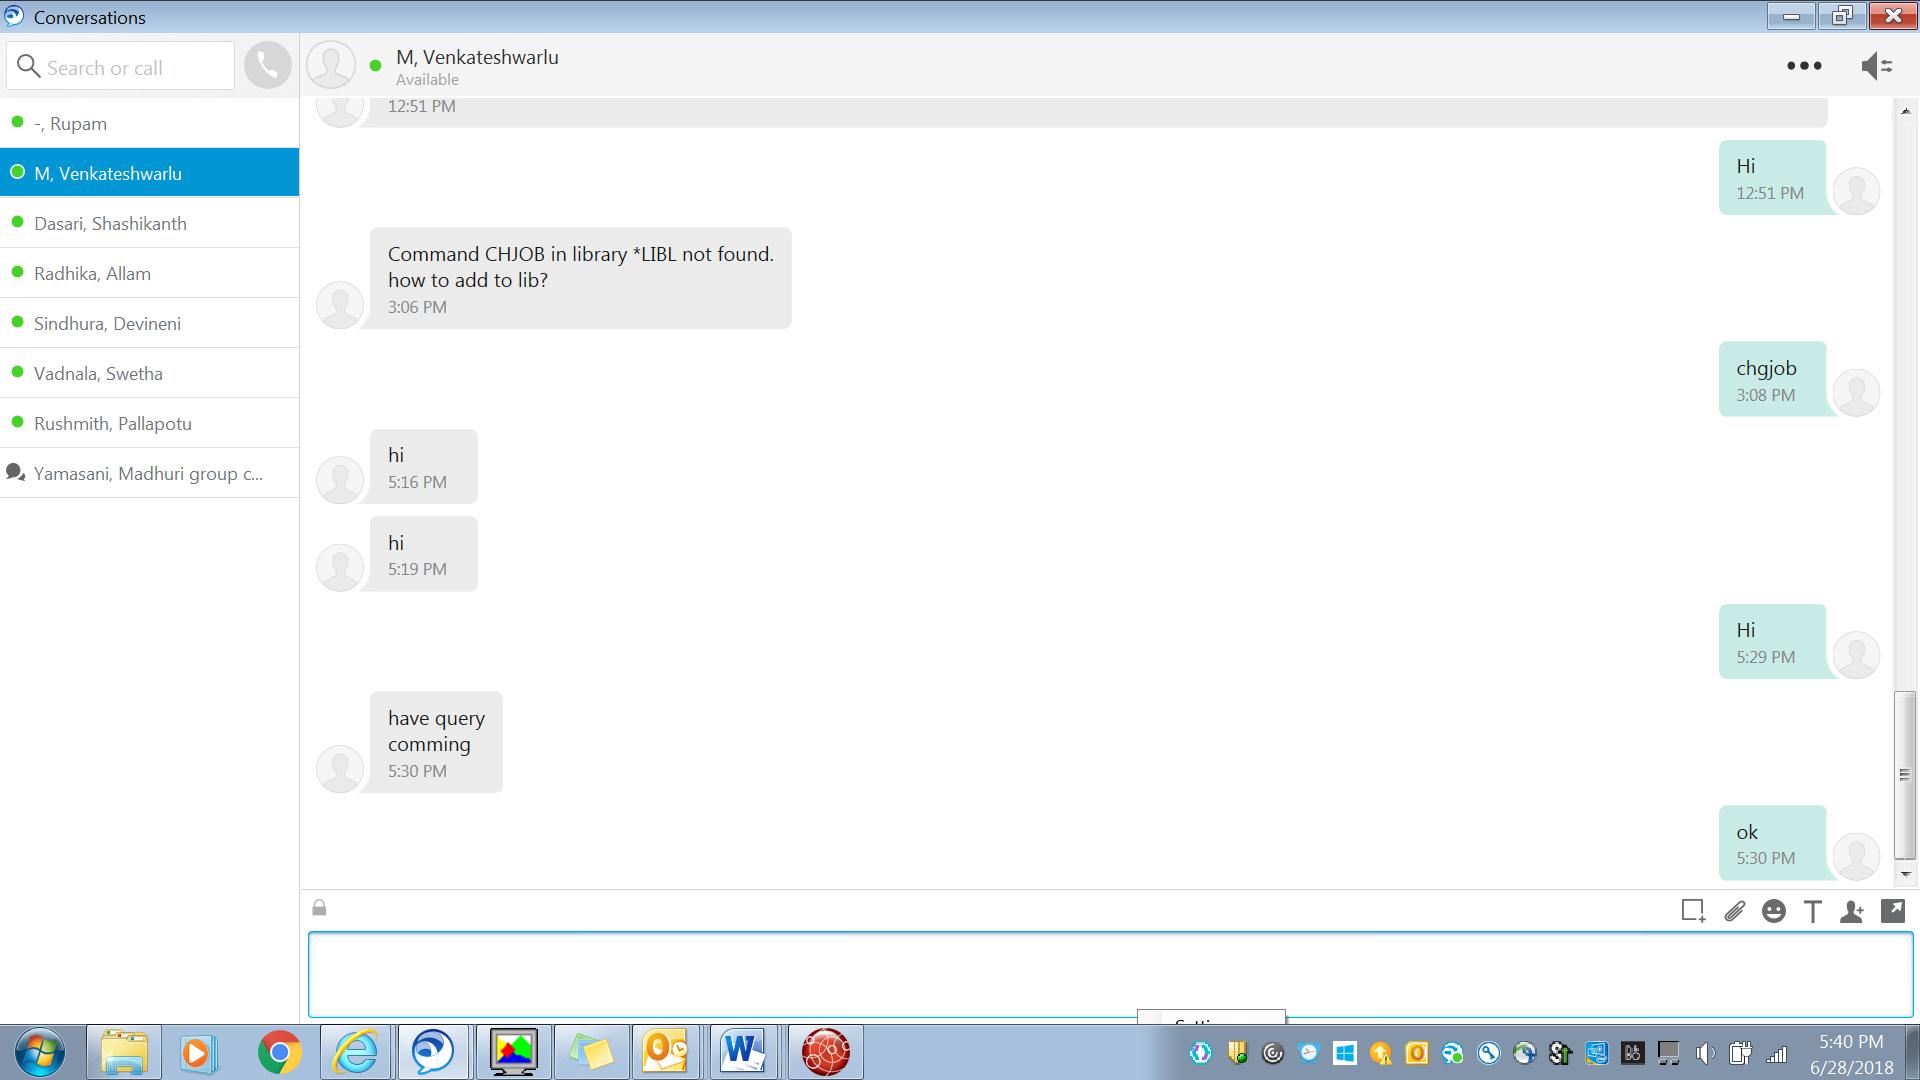 Conversations
Search or call
-, Rupam
M, Venkateshwarlu
Dasari, Shashikanth
Radhika, Allam
Sindhura, Devineni
Vadnala, Swetha
Rushmith, Pallapotu
Yamasani, Madhuri group c...
M, Venkateshwarlu
Available
12:51 PM
Hi
12:51 PM
Command CHJOB in library *LIBL not found.
how to add to lib?
3:06 PM
chgjob
3:08 PM
hi
5:16 PM
hi
5:19 PM
Hi
5:29 PM
have query
comming
5:30 PM
ok
5:30 PM
5:40 PM
6/28/2018